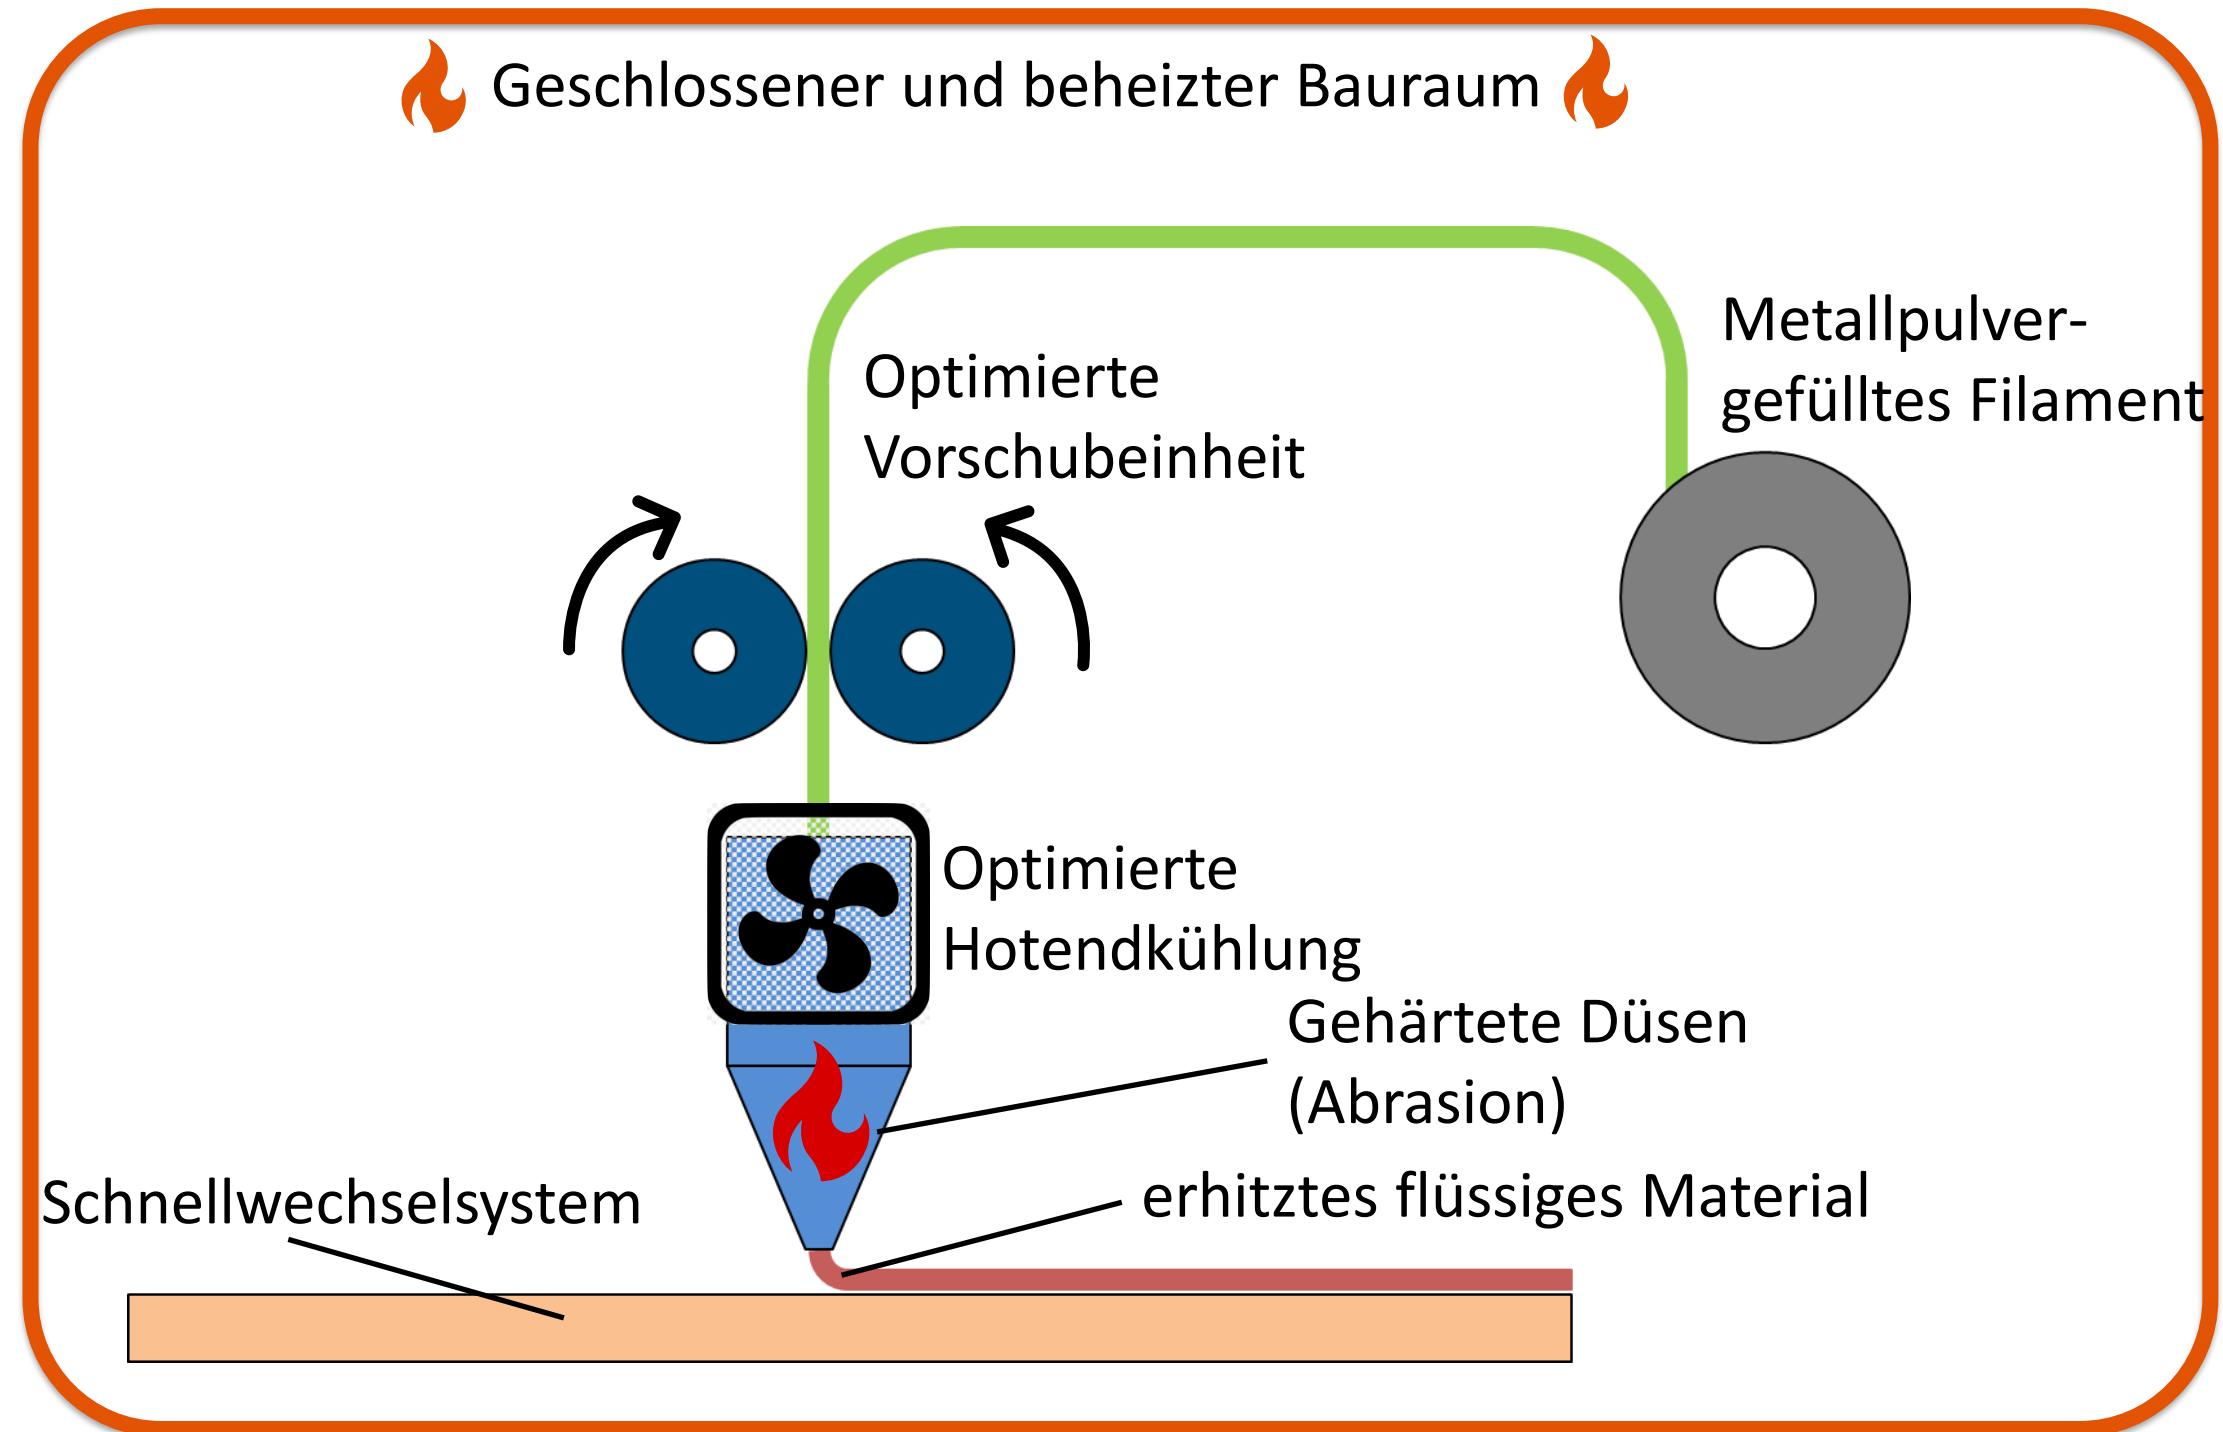 Geschlossener und beheizter Bauraum
Metallpulver-
gefülltes Filament
Optimierte
Vorschubeinheit
Optimierte
Hotendkühlung
Gehärtete Düsen
(Abrasion)
erhitztes flüssiges Material
Schnellwechselsystem